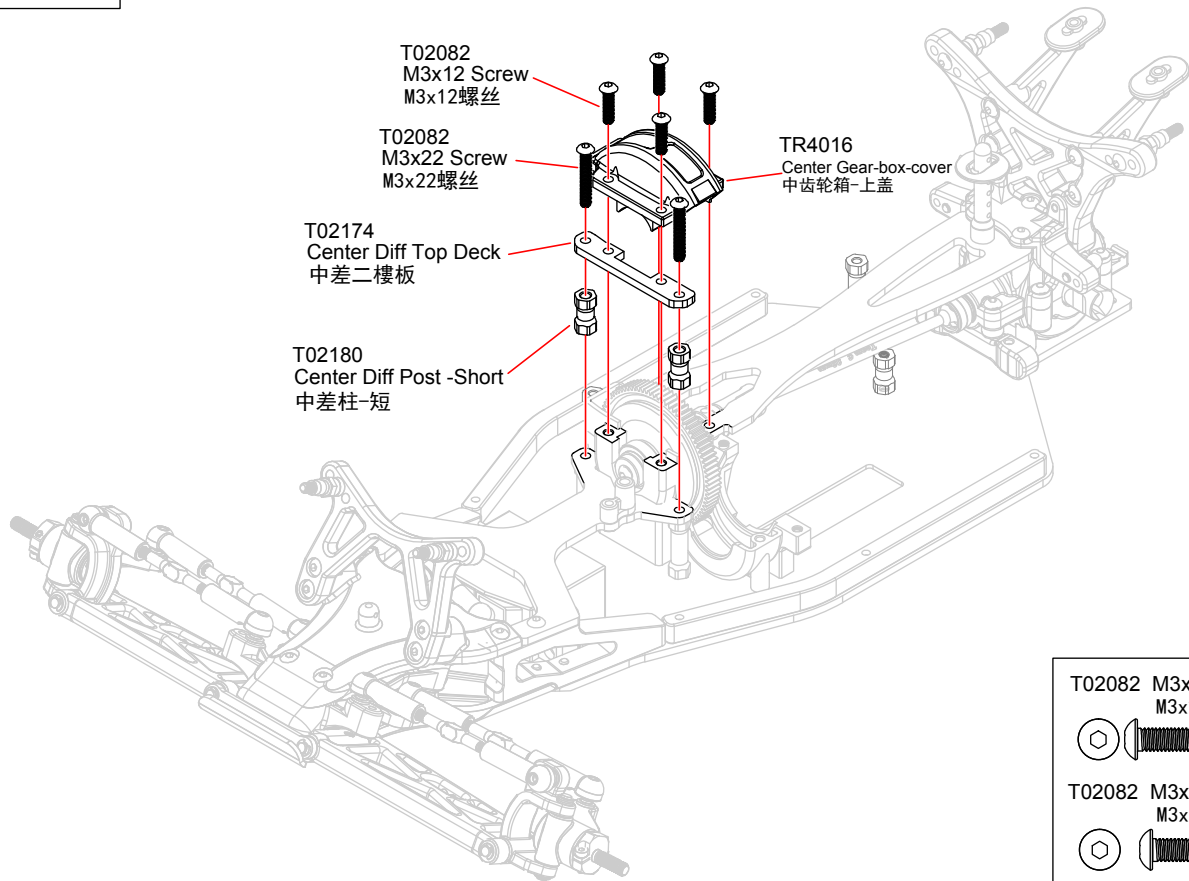 T02082
M3x12 Screw
M3x12螺丝
T02082
M3x22 Screw
M3x22螺丝
TR4016
Center Gear-box-cover
中齿轮箱-上盖
T02174
Center Diff Top Deck
中差二樓板
T02180
Center Diff Post -Short
中差柱-短
T02082 M3x
M3x
T02082 M3x
M3x